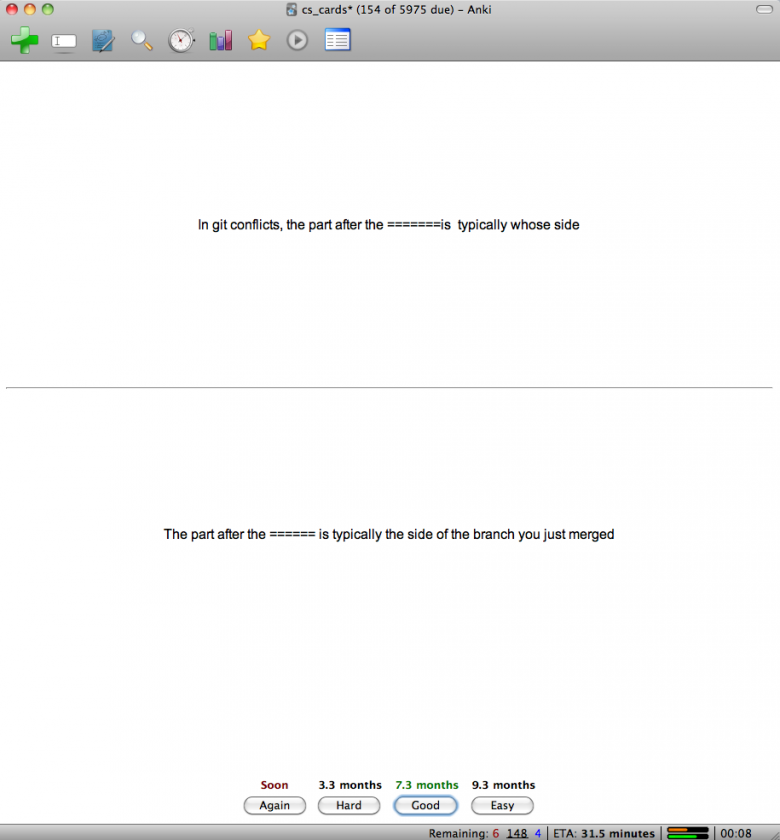 cs_cards* (154 of 5975 due) – Anki
In git conflicts, the part after the =======is  typically whose side
The part after the ====== is typically the side of the branch you just merged
Soon 3.3 months 7.3 months 9.3 months
Again Hard Good Easy
Remaining: 6 148 4 ETA: 31.5 minutes 00:08